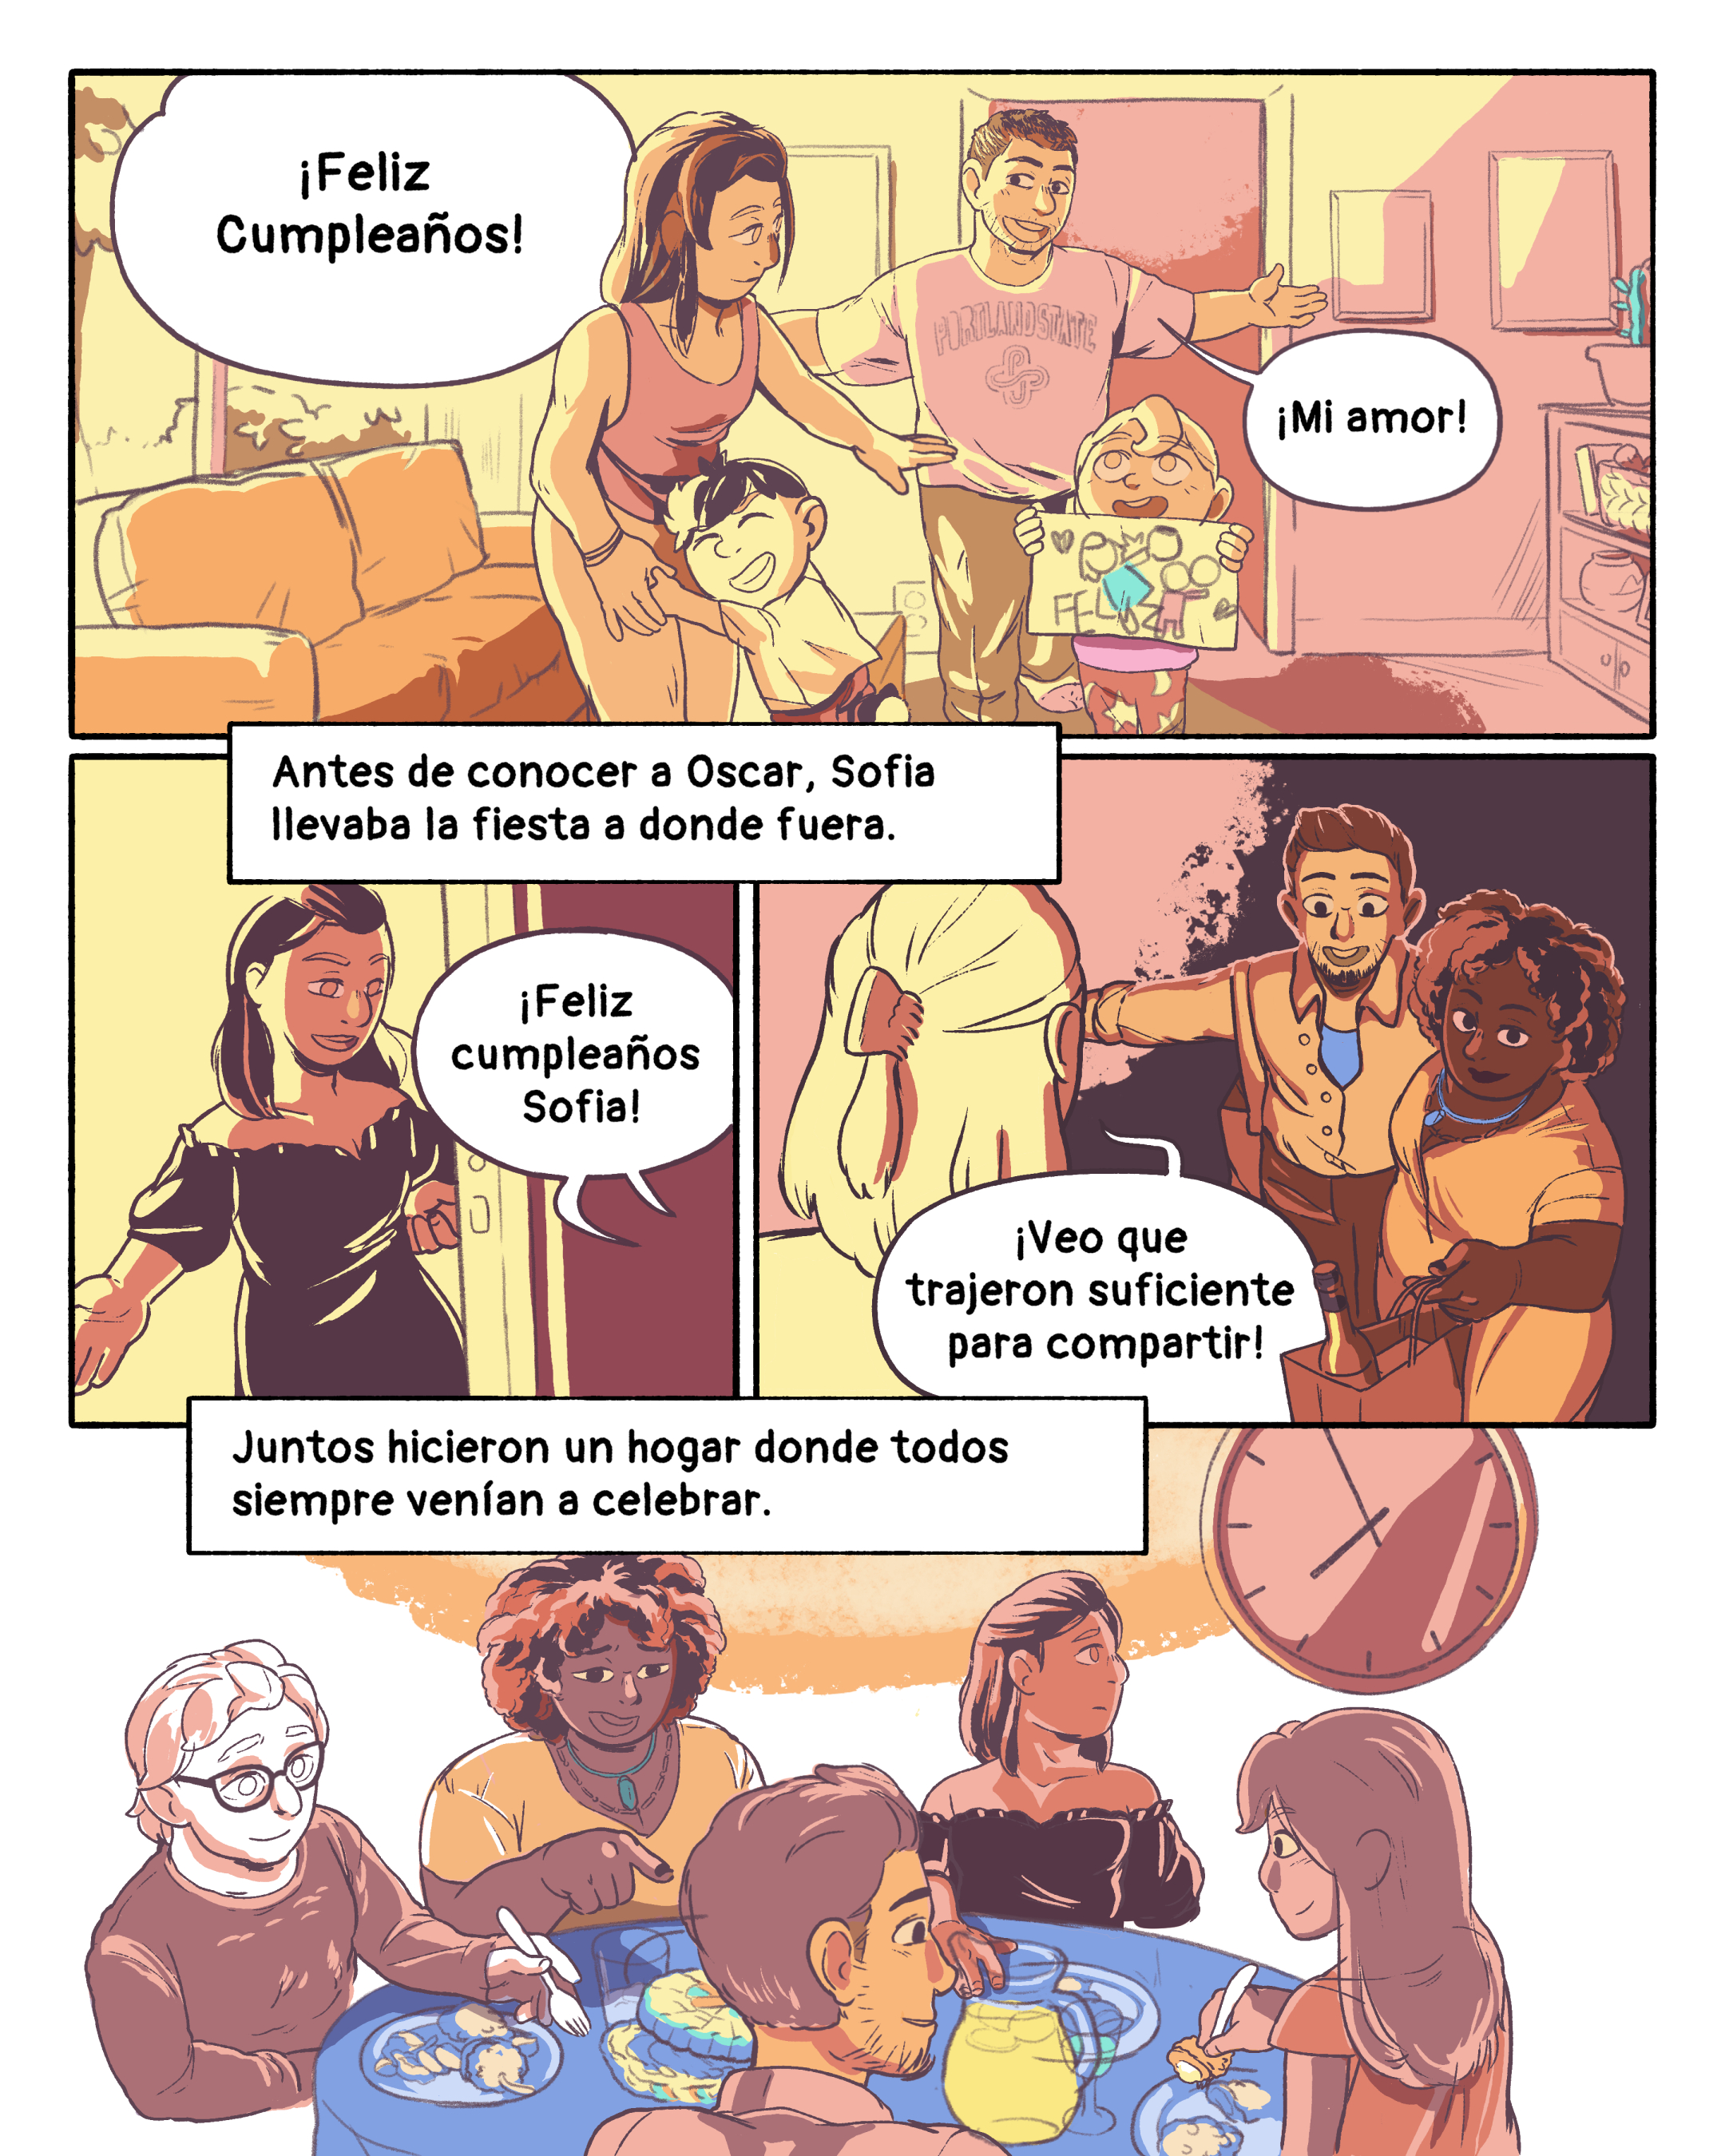 ¡Feliz
Cumpleaños!
PORTLAND STATE
¡Mi amor!
FELIZ
Antes de conocer a Oscar, Sofia
llevaba la fiesta a donde fuera.
¡Feliz
cumpleaños
Sofia!
¡Veo que
trajeron suficiente
para compartir!
Juntos hicieron un hogar donde todos
siempre venían a celebrar.